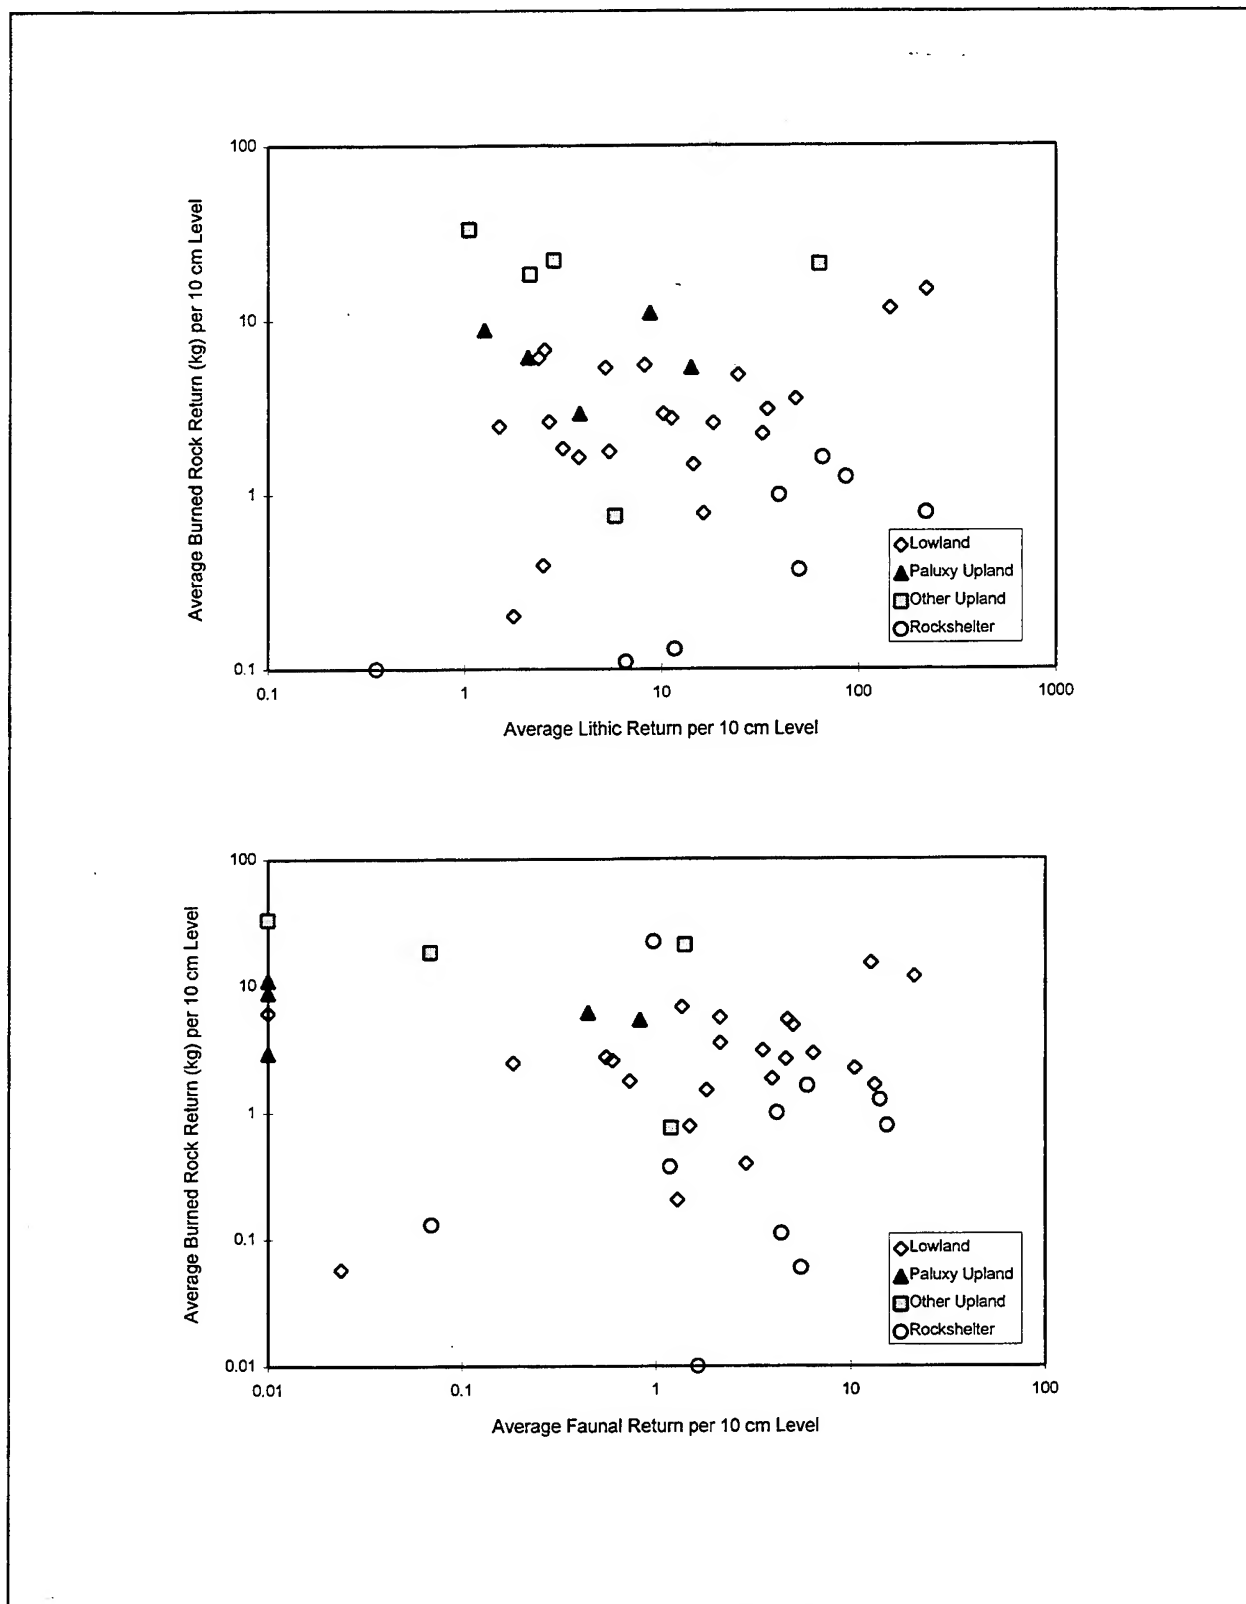 Average Burned Rock Return (kg) per 10 cm Level
100
10
1
0.1
0.1
1
10
100
1000
Average Lithic Return per 10 cm Level
Lowland
Paluxy Upland
Other Upland
Rockshelter
Average Burned Rock Return (kg) per 10 cm Level
100
10
1
0.1
0.01
0.01
0.1
1
10
100
Average Faunal Return per 10 cm Level
Lowland
Paluxy Upland
Other Upland
Rockshelter